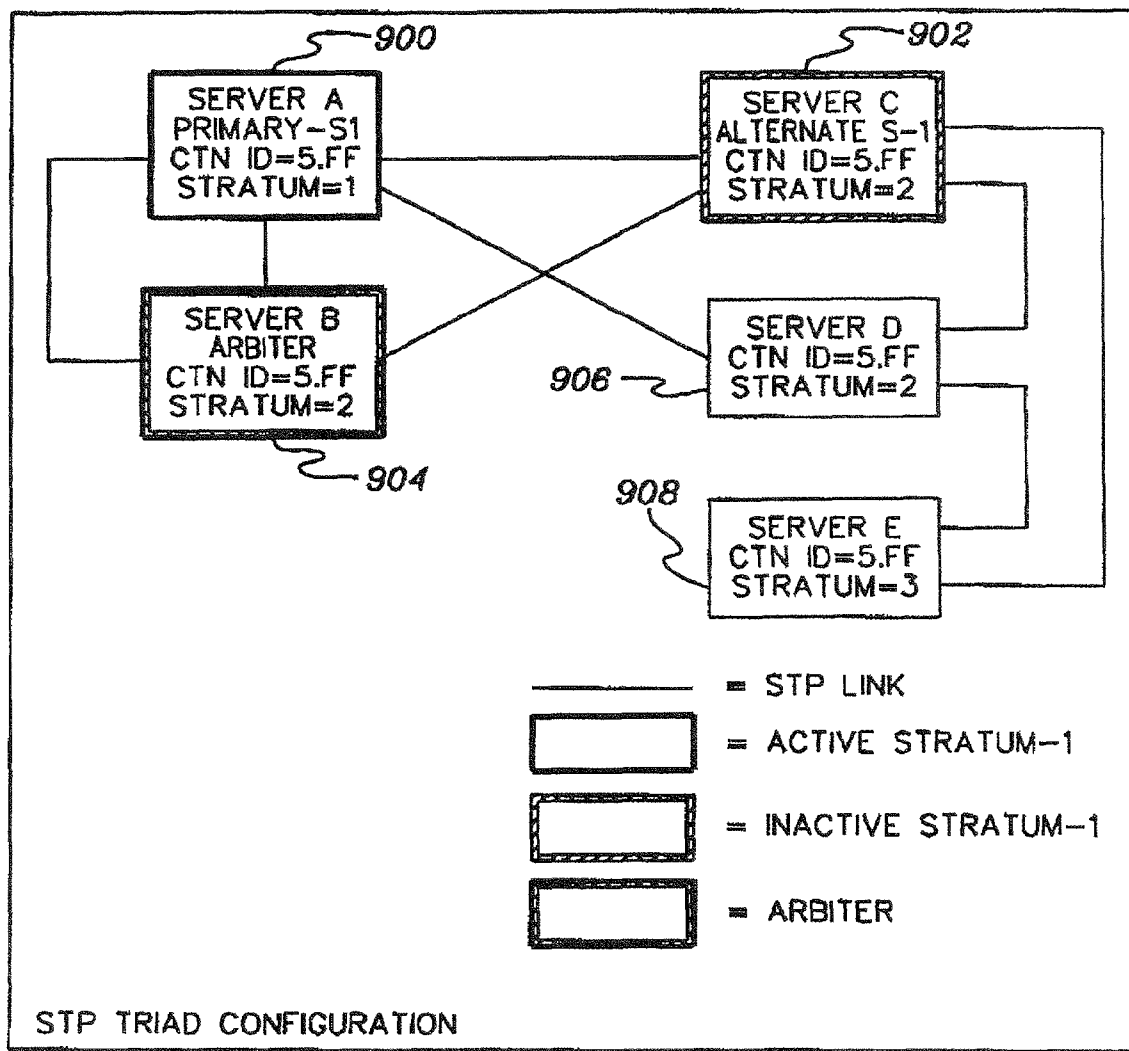 900
SERVER A
PRIMARY-S1
CTN ID=5.FF
STRATUM=1
902
SERVER C
ALTERNATE S-1
CTN ID=5.FF
STRATUM=2
SERVER B
ARBITER
CTN ID=5.FF
STRATUM=2
904
SERVER D
CTN ID=5.FF
STRATUM=2
906
908
SERVER E
CTN ID=5.FF
STRATUM=3
= STP LINK
= ACTIVE STRATUM-1
= INACTIVE STRATUM-1
= ARBITER
STP TRIAD CONFIGURATION